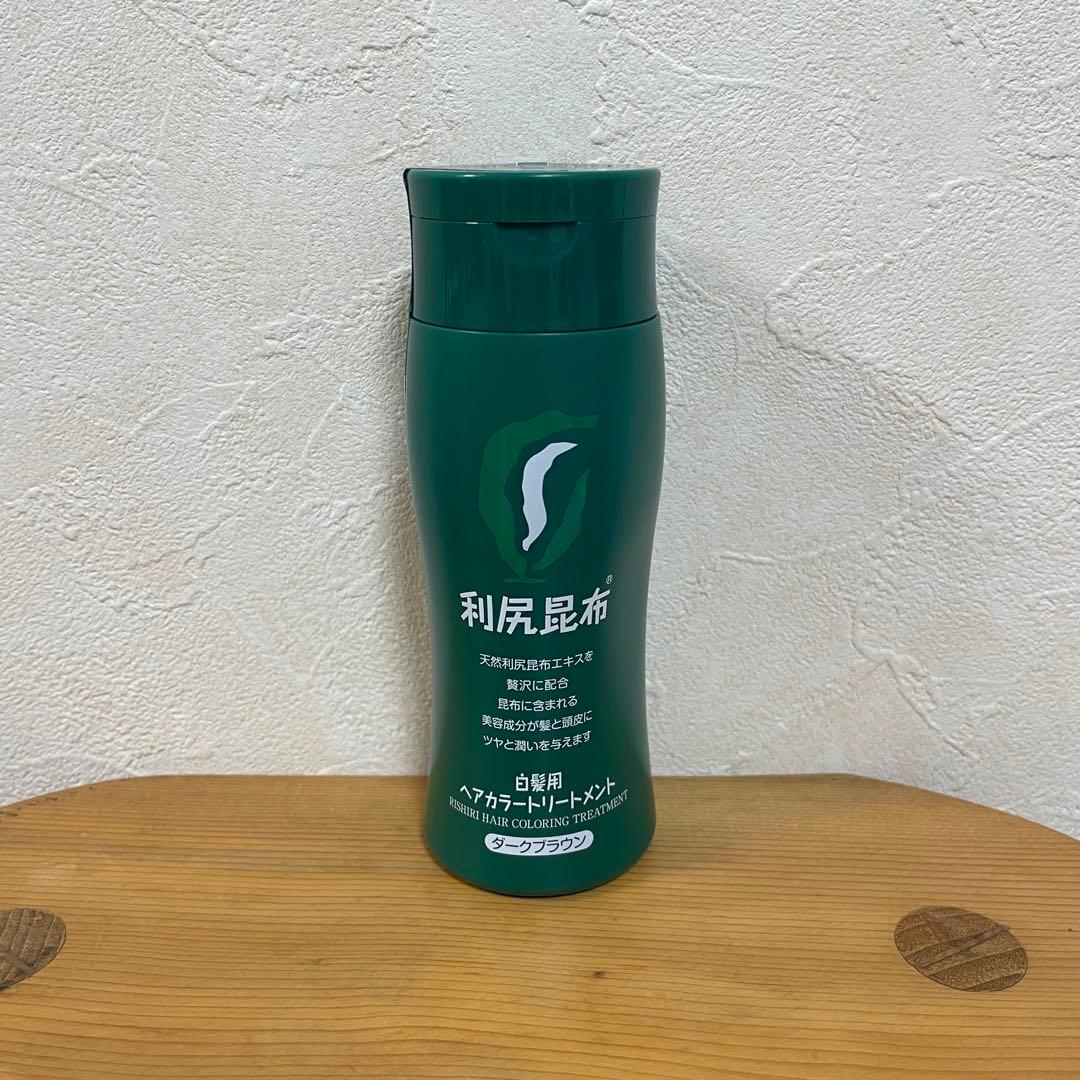 利尻昆布®
天然利尻昆布エキスを
贅沢に配合
昆布に含まれる
美容成分が髪と頭皮に
ツヤと潤いを与えます
白髪用
ヘアカラートリートメント
RISHIRI HAIR COLORING TREATMENT
ダークブラウン